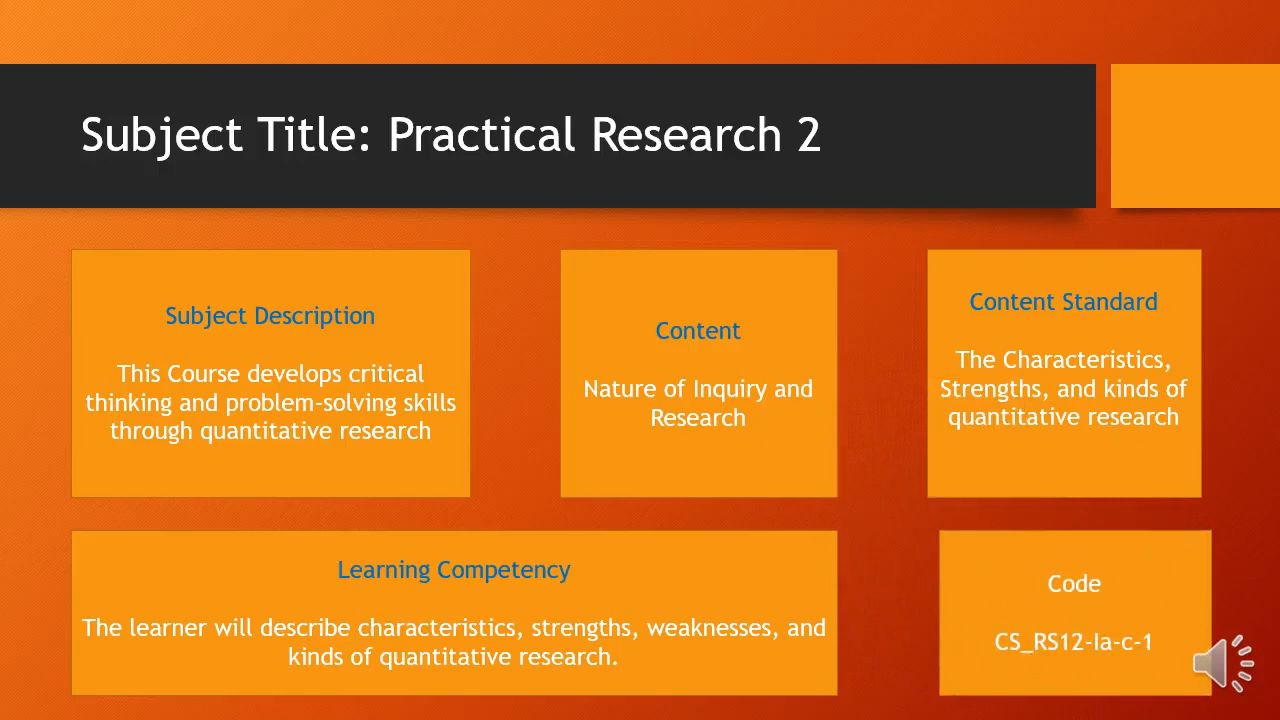 Subject Title: Practical Research 2
Subject Description
This Course develops critical
thinking and problem-solving skills
through quantitative research
Content
Nature of Inquiry and
Research
Content Standard
The Characteristics,
Strengths, and kinds of
quantitative research
Learning Competency
The learner will describe characteristics, strengths, weaknesses, and
kinds of quantitative research.
Code
CS_RS12-Ia-c-1